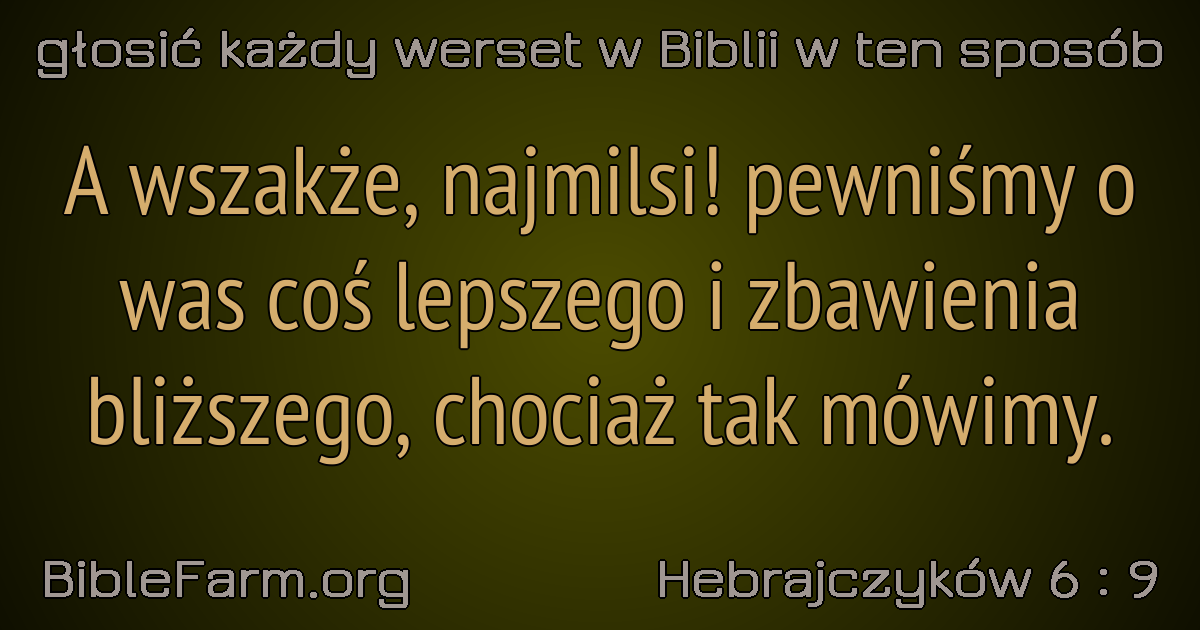 głosić każdy werset w Biblii w ten sposób
A wszakże, najmilsi! pewniśmy o
was coś lepszego i zbawienia
bliższego, chociaż tak mówimy.
BibleFarm.org
Hebrajczyków 6 : 9